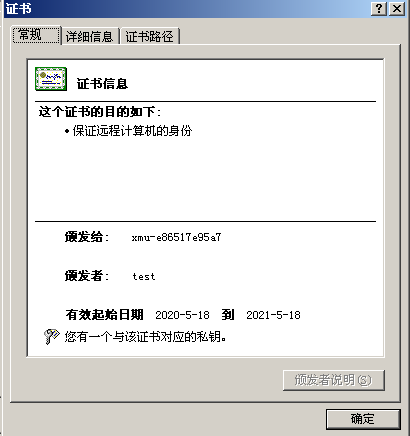 证书
常规 详细信息 证书路径
证书信息
这个证书的目的如下:
•保证远程计算机的身份
颁发给: xmu-e86517e95a7
颁发者: test
有效起始日期 2020-5-18 到 2021-5-18
您有一个与该证书对应的私钥。
颁发者说明(S)
确定